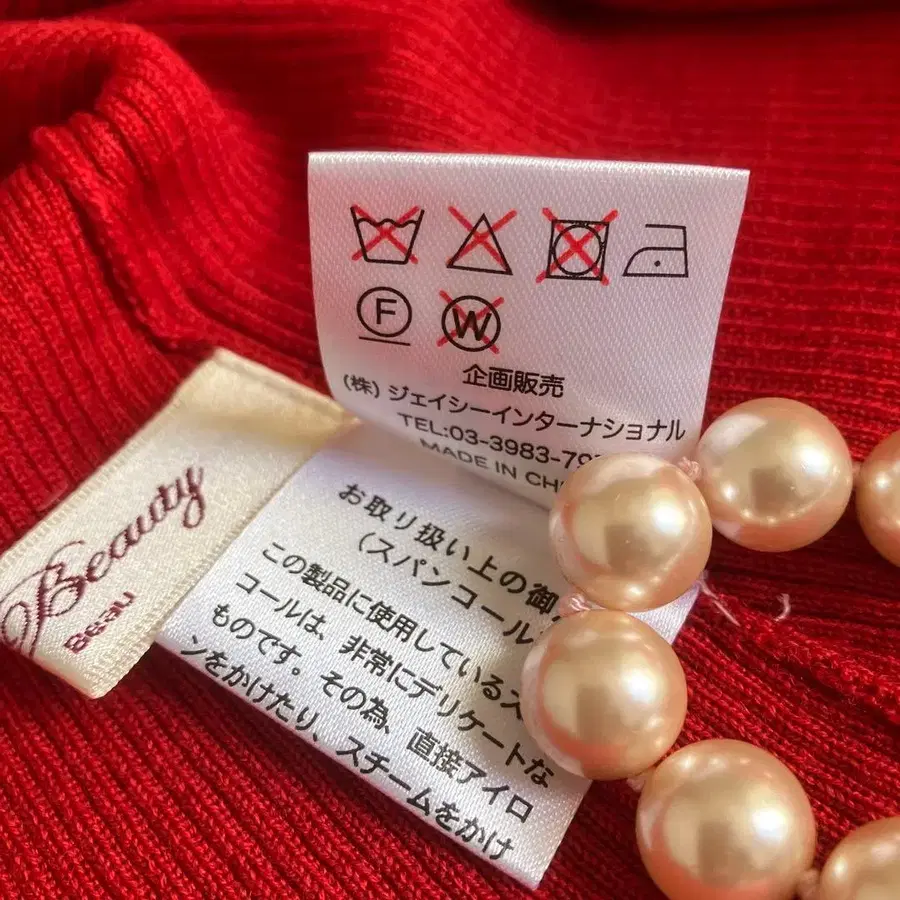 F
W
企画販売
(株) ジェイシーインターナショナル
TEL:03-3983-79
MADE IN
Beauty
BeaU
お取り扱い上の御
(スパンコール
この製品に使用しているス
コールは、非常にデリケートな
ものです。その為、直接アイロ
ンをかけたり、スチームをかけ